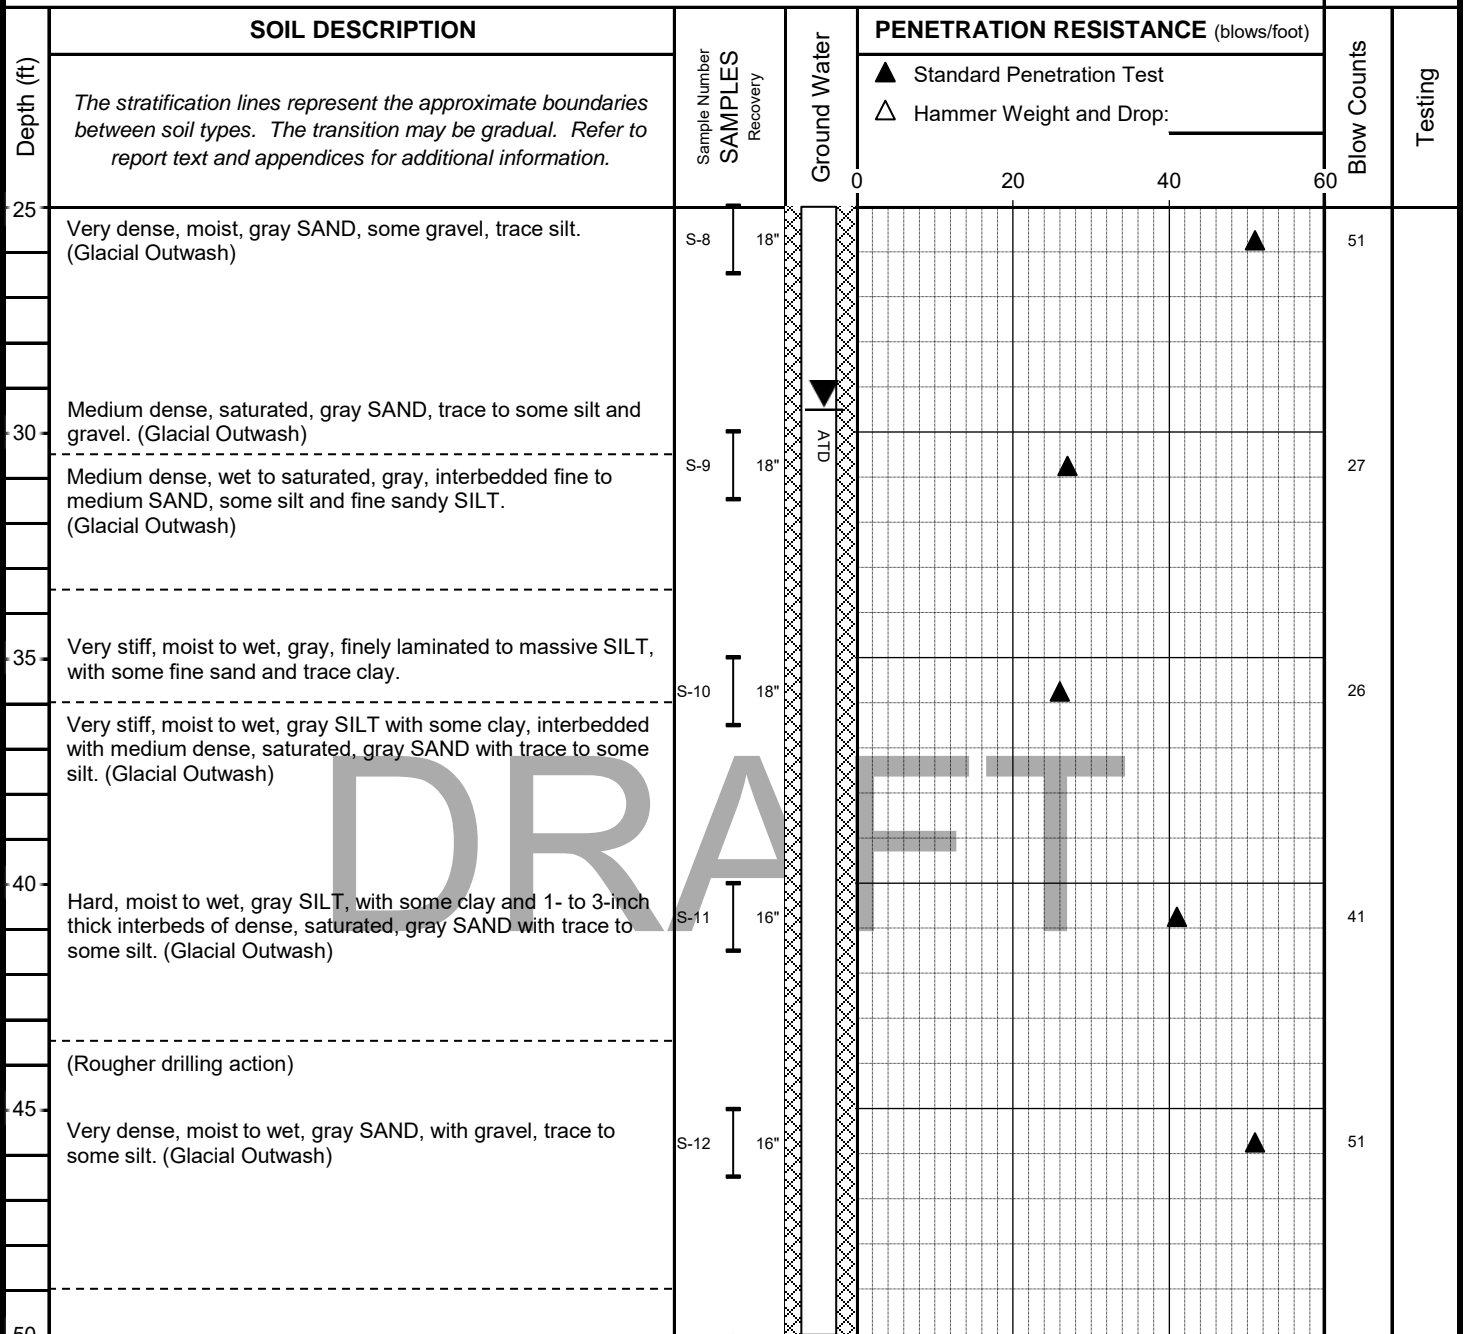 SOIL DESCRIPTION
PENETRATION RESISTANCE (blows/foot)
Depth (ft)
The stratification lines represent the approximate boundaries
between soil types. The transition may be gradual. Refer to
report text and appendices for additional information.
Sample Number
SAMPLES
Recovery
Ground Water
▲ Standard Penetration Test
△ Hammer Weight and Drop:
Blow Counts
Testing
0 20 40 60
25
Very dense, moist, gray SAND, some gravel, trace silt.
(Glacial Outwash)
S-8 18" 51
Medium dense, saturated, gray SAND, trace to some silt and
gravel. (Glacial Outwash)
30
ATD
S-9 18" 27
Medium dense, wet to saturated, gray, interbedded fine to
medium SAND, some silt and fine sandy SILT.
(Glacial Outwash)
Very stiff, moist to wet, gray, finely laminated to massive SILT,
with some fine sand and trace clay.
35
S-10 18" 26
Very stiff, moist to wet, gray SILT with some clay, interbedded
with medium dense, saturated, gray SAND with trace to some
silt. (Glacial Outwash)
DRAFT
40
Hard, moist to wet, gray SILT, with some clay and 1- to 3-inch
thick interbeds of dense, saturated, gray SAND with trace to
some silt. (Glacial Outwash)
S-11 16" 41
(Rougher drilling action)
45
Very dense, moist to wet, gray SAND, with gravel, trace to
some silt. (Glacial Outwash)
S-12 16" 51
50